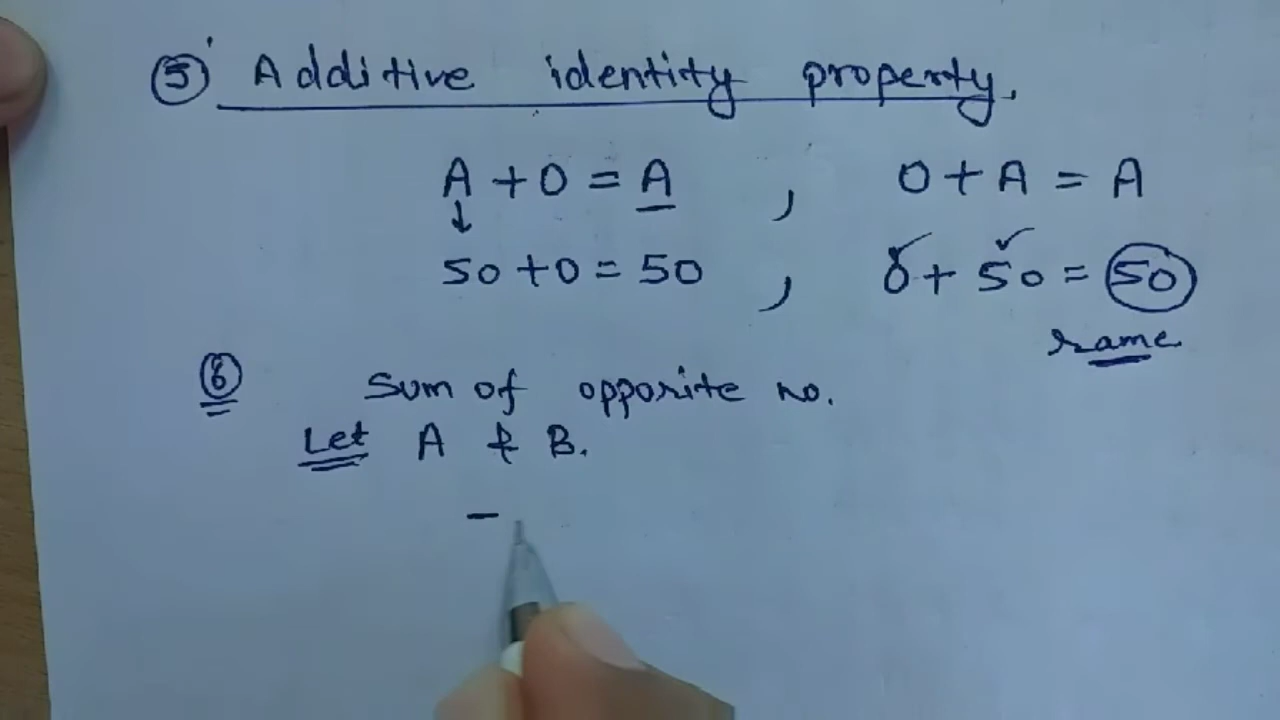 ⑤ Additive identity property.
A + 0 = A , 0 + A = A
↓
50 + 0 = 50 , 0 + 50 = 50
same
⑥ Sum of opposite no.
Let A & B.
-